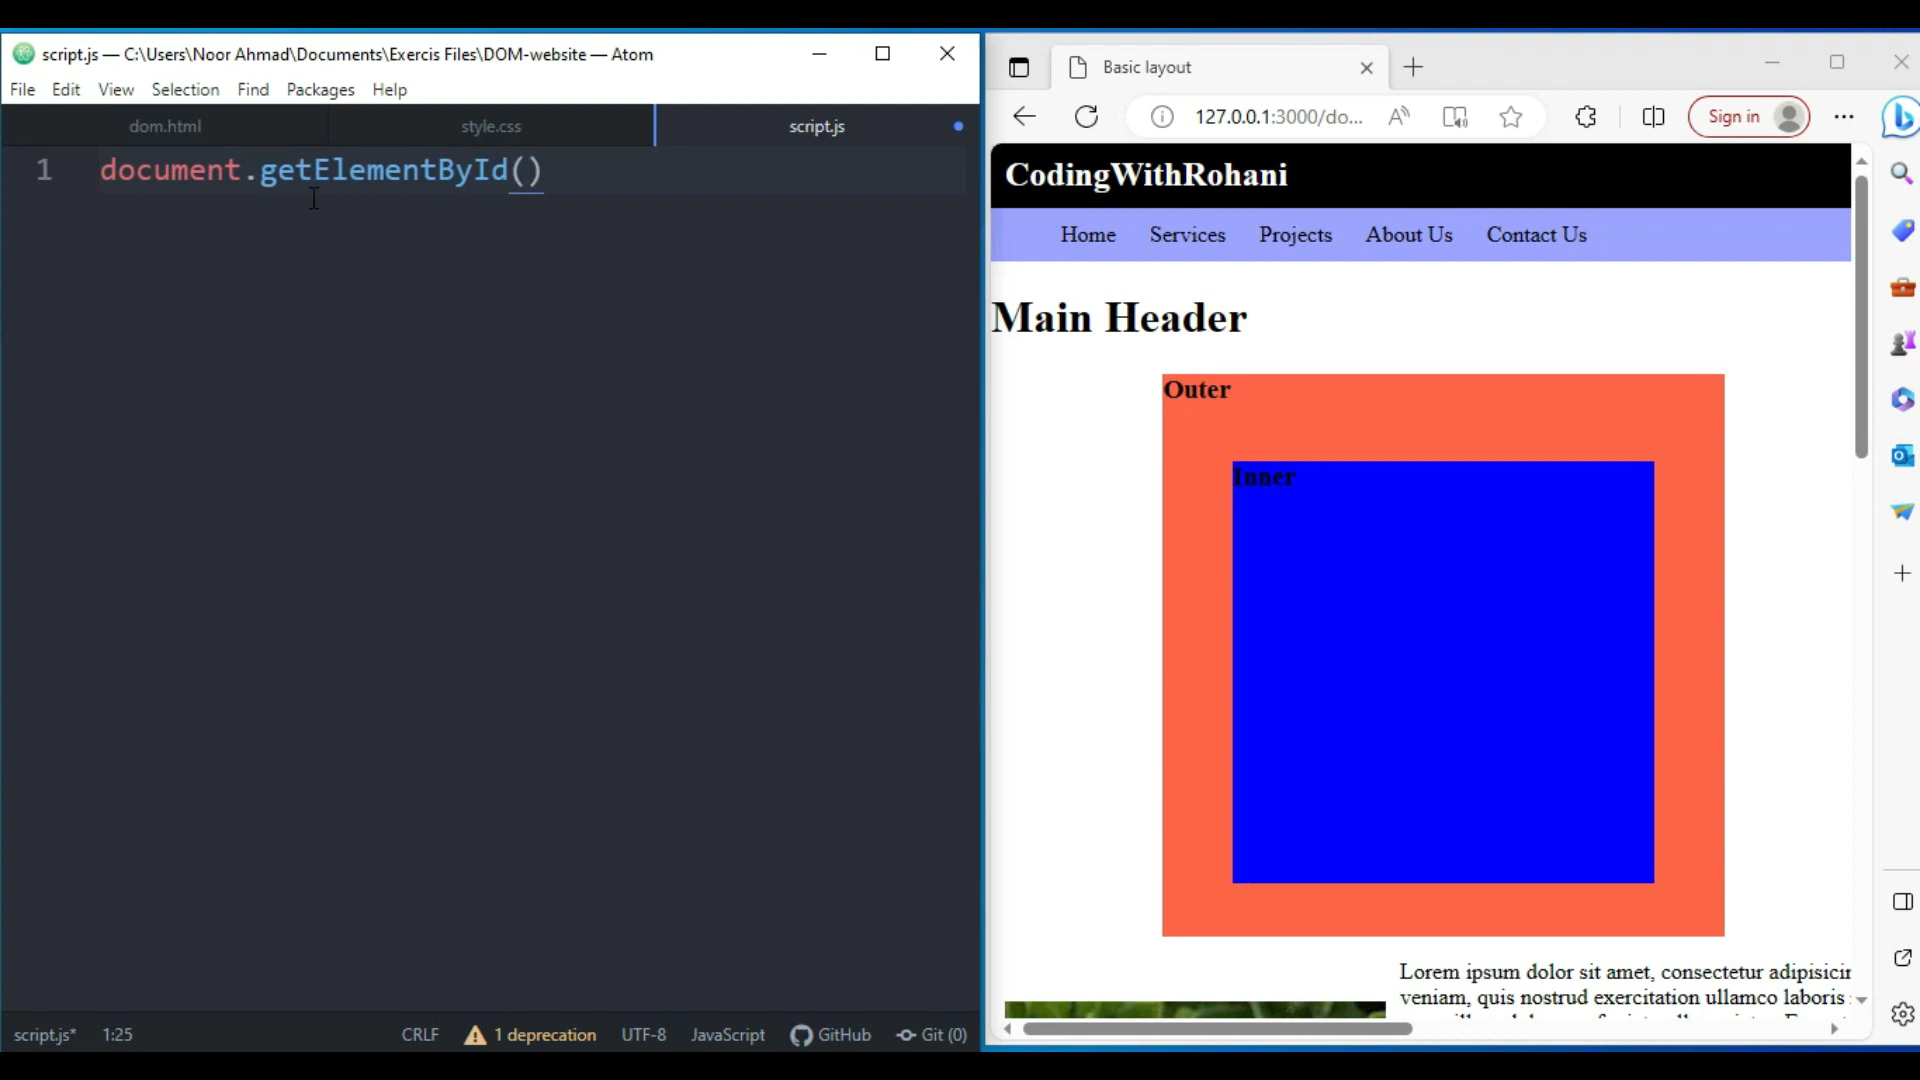 script.js — C:\Users\Noor Ahmad\Documents\Exercis Files\DOM-website — Atom
File Edit View Selection Find Packages Help
dom.html style.css script.js
1 document.getElementById()
script.js* 1:25 CRLF 1 deprecation UTF-8 JavaScript GitHub Git (0)
Basic layout
127.0.0.1:3000/do... Sign in
CodingWithRohani
Home Services Projects About Us Contact Us
Main Header
Outer
Inner
Lorem ipsum dolor sit amet, consectetur adipisicin
veniam, quis nostrud exercitation ullamco laboris